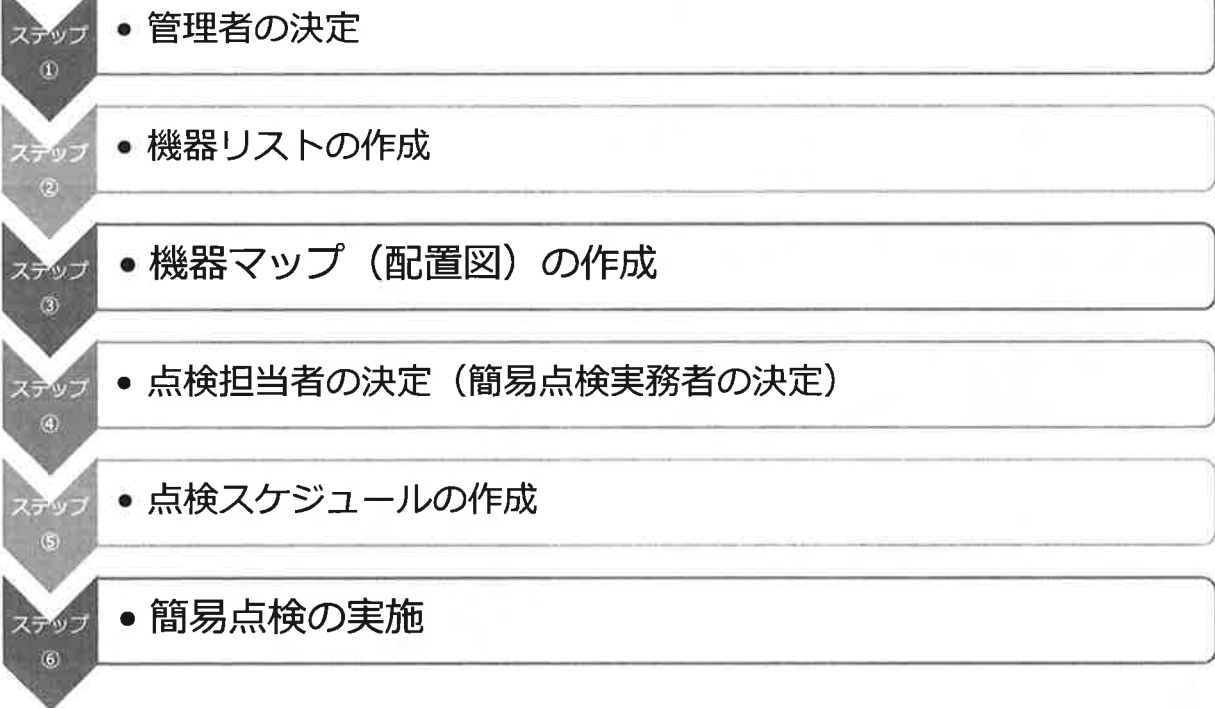 ステップ
①
• 管理者の決定
ステップ
②
• 機器リストの作成
ステップ
③
• 機器マップ（配置図）の作成
ステップ
④
• 点検担当者の決定（簡易点検実務者の決定）
ステップ
⑤
• 点検スケジュールの作成
ステップ
⑥
• 簡易点検の実施